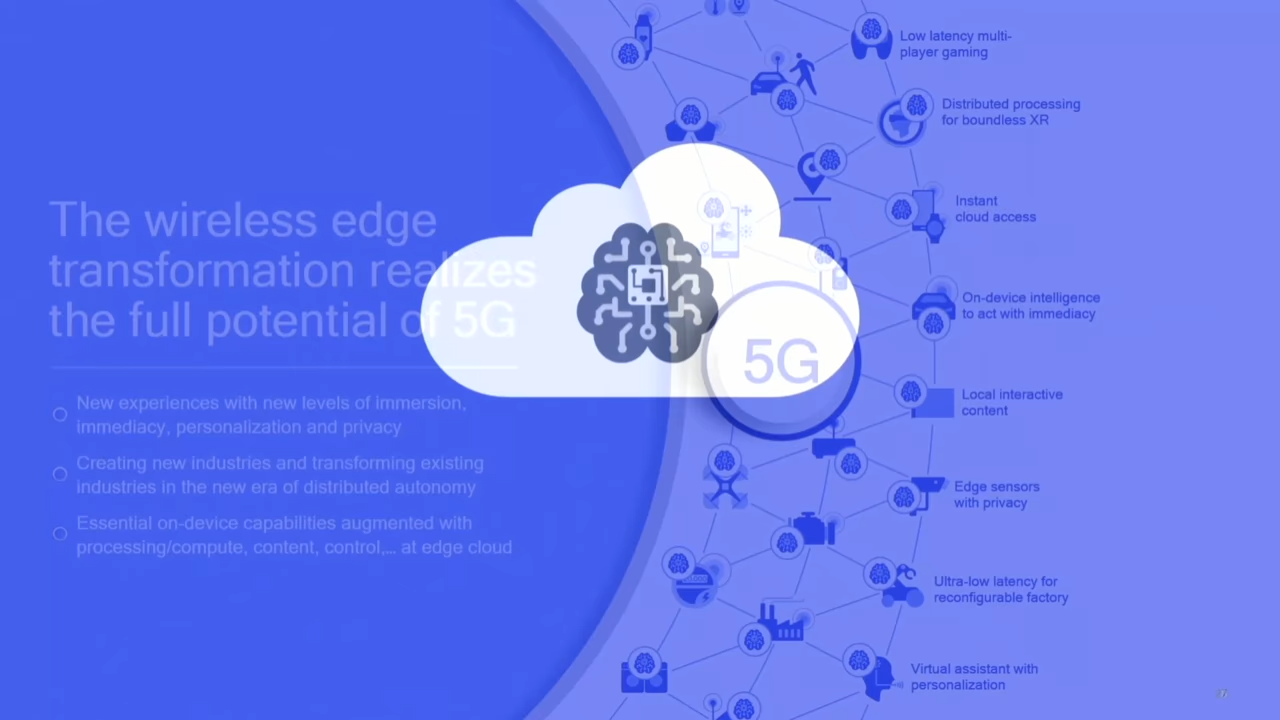 The wireless edge
transformation realizes
the full potential of 5G
New experiences with new levels of immersion,
immediacy, personalization and privacy
Creating new industries and transforming existing
industries in the new era of distributed autonomy
Essential on-device capabilities augmented with
processing/compute, content, control,... at edge cloud
5G
Low latency multi-
player gaming
Distributed processing
for boundless XR
Instant
cloud access
On-device intelligence
to act with immediacy
Local interactive
content
Edge sensors
with privacy
Ultra-low latency for
reconfigurable factory
Virtual assistant with
personalization